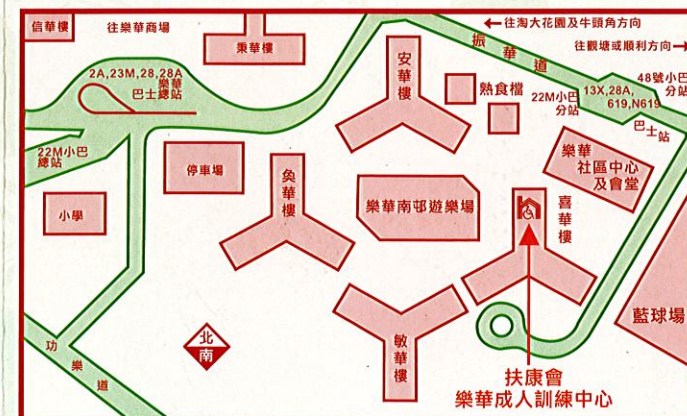 信華樓
往樂華商場
秉華樓
←往淘大花園及牛頭角方向
往觀塘或順利方向→
振華道
安華樓
2A,23M,28,28A
樂華
巴士總站
熟食檔
22M小巴
分站
13X,28A,
619,N619
48號小巴
分站
巴士站
22M小巴
總站
停車場
小學
奐華樓
樂華南邨遊樂場
樂華
社區中心
及會堂
喜華樓
籃球場
北
南
敏華樓
功樂道
扶康會
樂華成人訓練中心